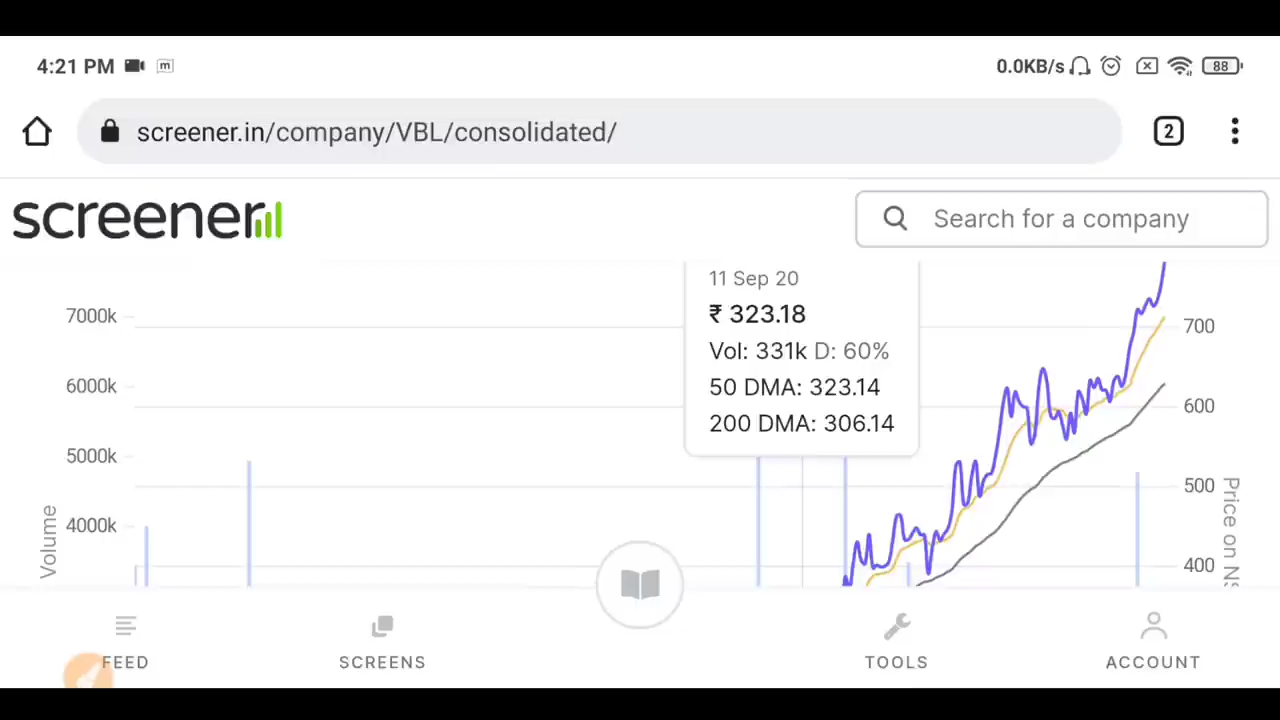 4:21 PM m 0.0KB/s 88
screener.in/company/VBL/consolidated/ 2
screener Search for a company
11 Sep 20
₹ 323.18
Vol: 331k D: 60%
50 DMA: 323.14
200 DMA: 306.14
7000k
6000k
5000k
4000k
Volume
700
600
500
400
Price on
FEED SCREENS TOOLS ACCOUNT